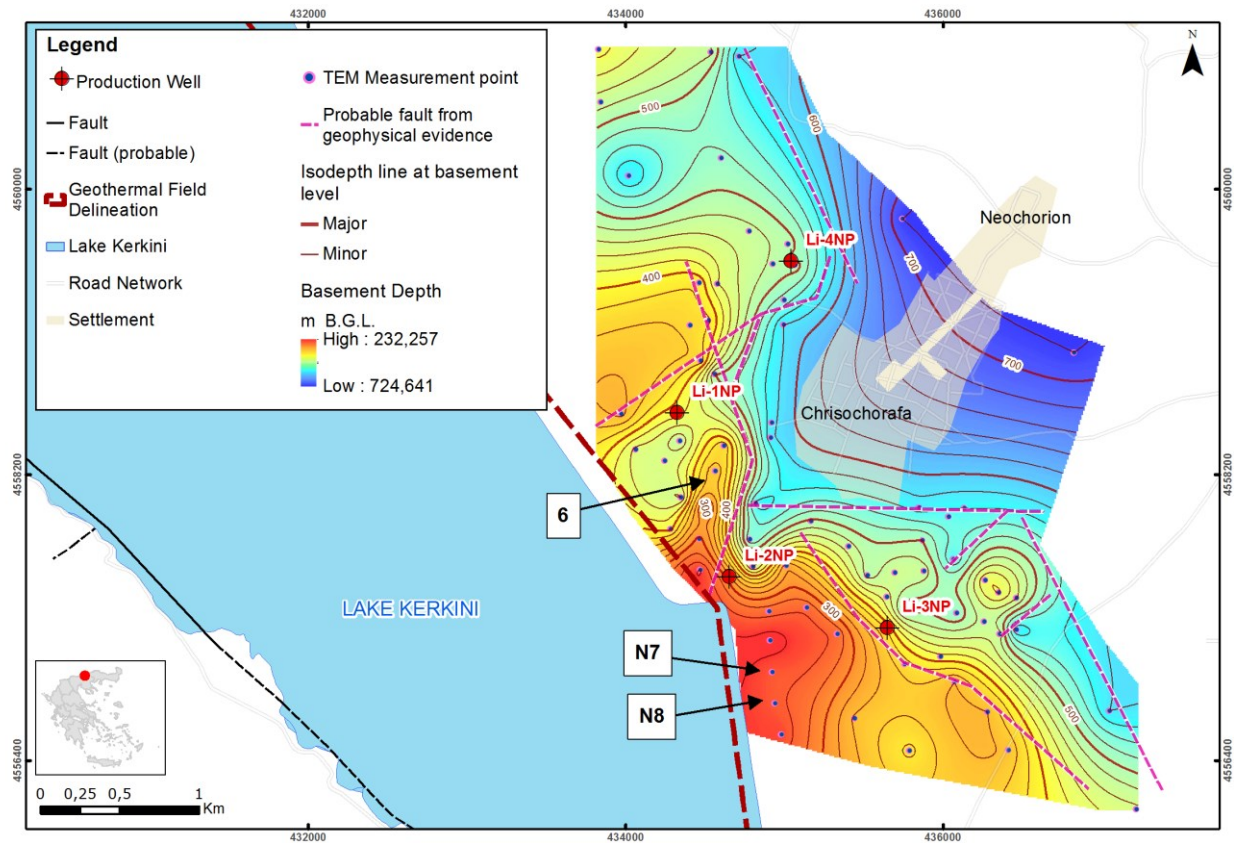 432000
434000
436000
Legend
Production Well
Fault
Fault (probable)
Geothermal Field
Delineation
Lake Kerkini
Road Network
Settlement
TEM Measurement point
Probable fault from
geophysical evidence
Isodepth line at basement
level
Major
Minor
Basement Depth
m B.G.L.
High : 232,257
Low : 724,641
N
500
600
4560000
4560000
Neochorion
Li-4NP
700
400
700
Li-1NP
Chrisochorafa
4558200
4558200
6
300
400
Li-2NP
LAKE KERKINI
300
Li-3NP
N7
N8
500
4556400
4556400
0 0,25 0,5 1
Km
432000
434000
436000